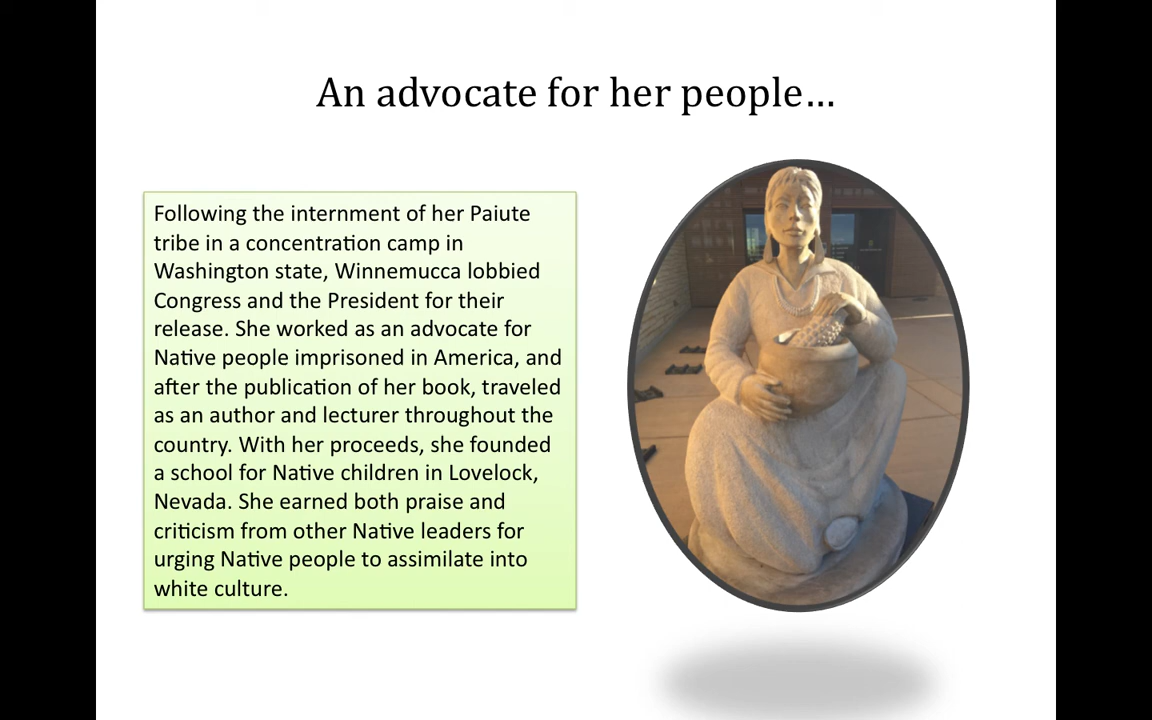 An advocate for her people...
Following the internment of her Paiute
tribe in a concentration camp in
Washington state, Winnemucca lobbied
Congress and the President for their
release. She worked as an advocate for
Native people imprisoned in America, and
after the publication of her book, traveled
as an author and lecturer throughout the
country. With her proceeds, she founded
a school for Native children in Lovelock,
Nevada. She earned both praise and
criticism from other Native leaders for
urging Native people to assimilate into
white culture.